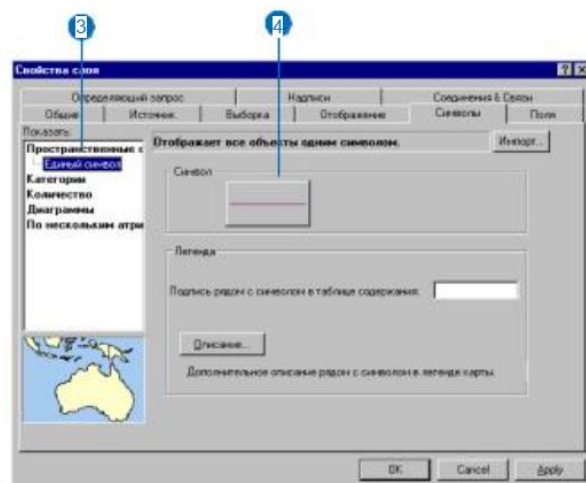 3 4
Свойства слоя
Определяющий запрос Надписи Соединения & Связи
Общие Источник Выборка Отображение Символы Поля
Показать:
Пространственные о
Единый символ
Категории
Количество
Диаграммы
По нескольким атри
Отображает все объекты одним символом.
Импорт...
Символ
Легенда
Подпись рядом с символом в таблице содержания:
Описание...
Дополнительное описание рядом с символом в легенде карты.
OK Cancel Apply